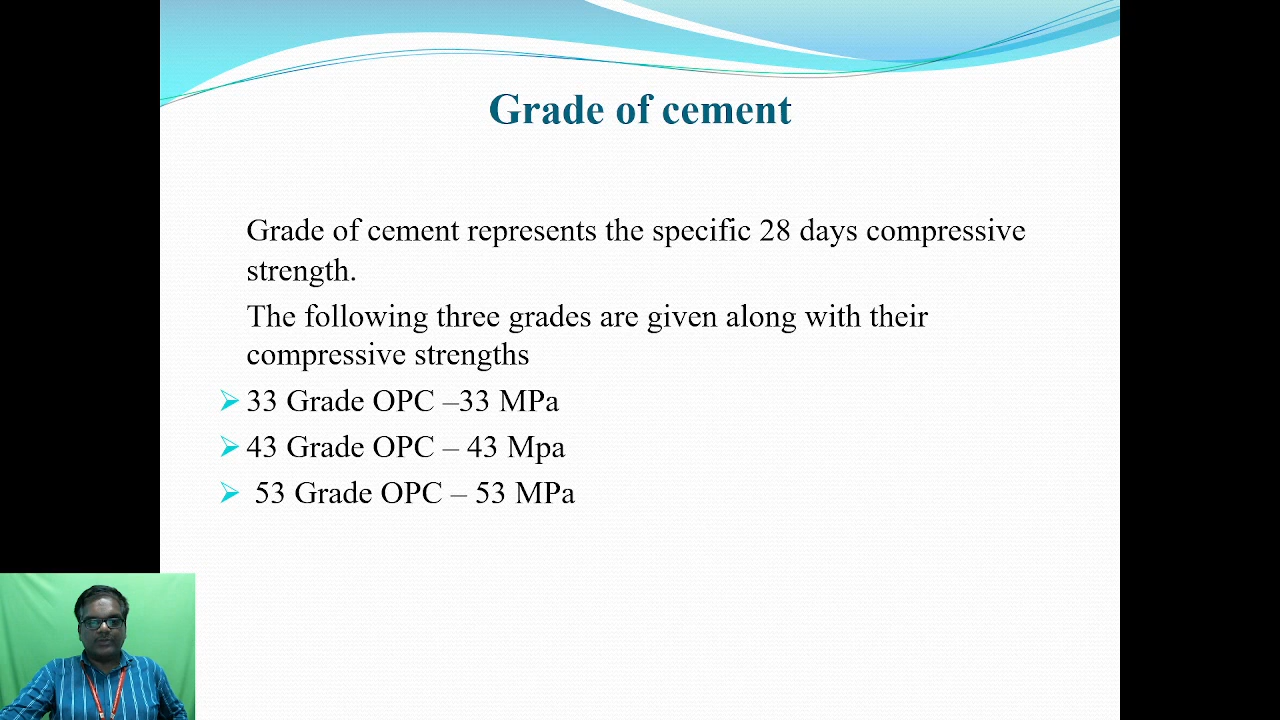 Grade of cement
Grade of cement represents the specific 28 days compressive
strength.
The following three grades are given along with their
compressive strengths
33 Grade OPC –33 MPa
43 Grade OPC – 43 Mpa
53 Grade OPC – 53 MPa